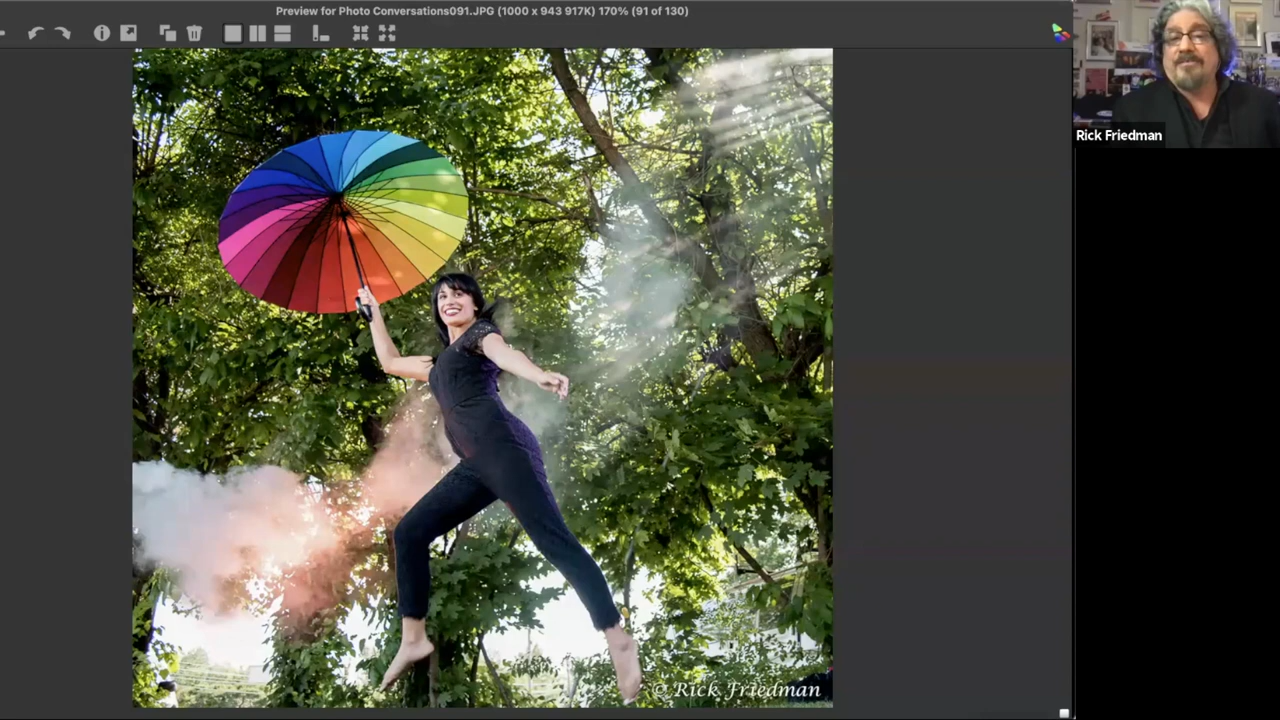 Preview for Photo Conversations091.JPG (1000 x 943 917K) 170% (91 of 130)
Rick Friedman
© Rick Friedman